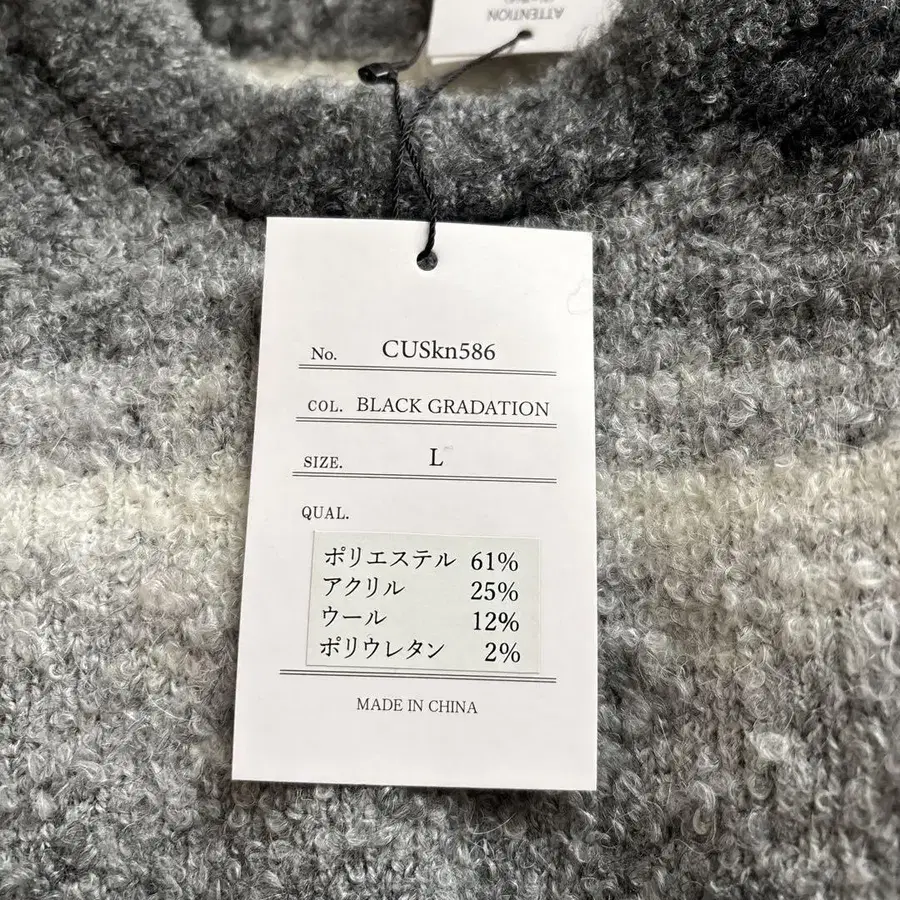 ATTENTION
No. CUSkn586
COL. BLACK GRADATION
SIZE. L
QUAL.
ポリエステル 61%
アクリル 25%
ウール 12%
ポリウレタン 2%
MADE IN CHINA